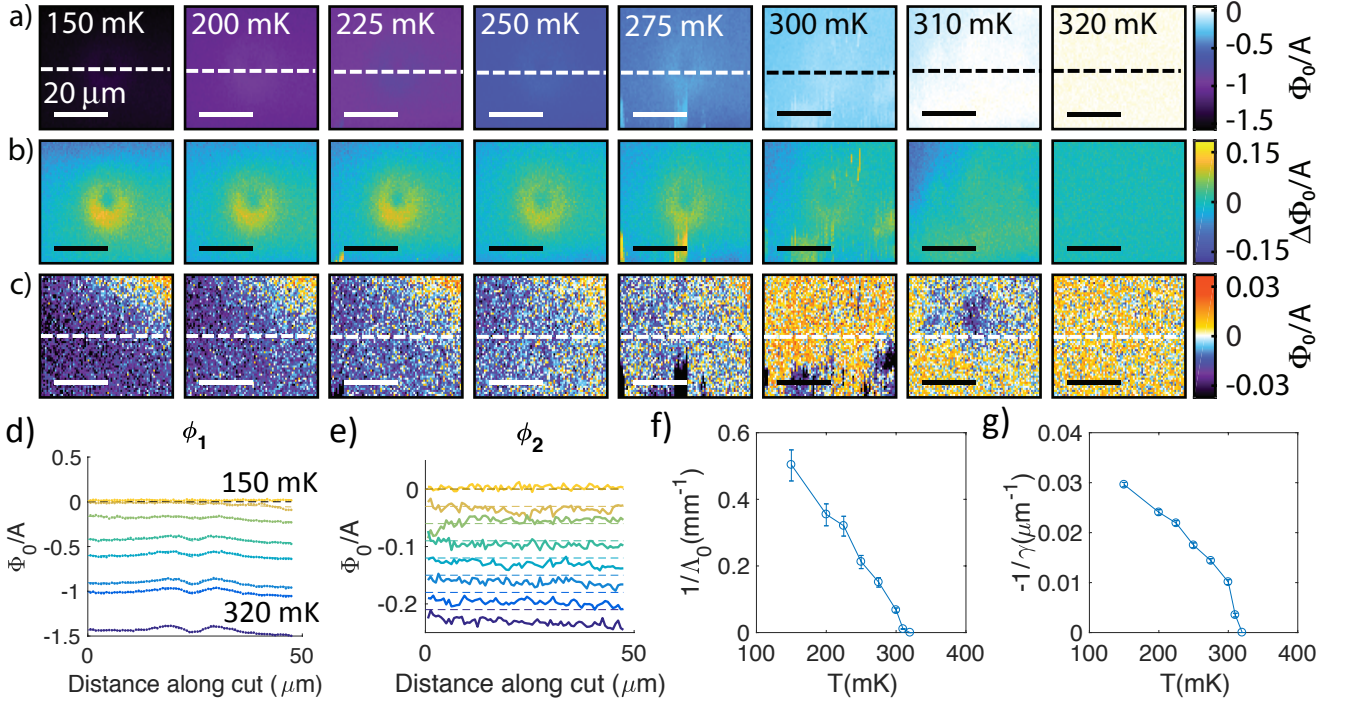 a) 150 mK 200 mK 225 mK 250 mK 275 mK 300 mK 310 mK 320 mK
20 μm
0
-0.5
-1
-1.5
Φ₀/A
b)
0.15
0
-0.15
ΔΦ₀/A
c)
0.03
0
-0.03
Φ₀/A
d) ϕ₁
0.5
0
-0.5
-1
-1.5
Φ₀/A
150 mK
320 mK
0 50
Distance along cut (μm)
e) ϕ₂
0
-0.1
-0.2
Φ₀/A
0 50
Distance along cut (μm)
f)
0.6
0.4
0.2
0
1/Λ₀(mm⁻¹)
100 200 300 400
T(mK)
g)
0.04
0.03
0.02
0.01
0
-1/γ(μm⁻¹)
100 200 300 400
T(mK)